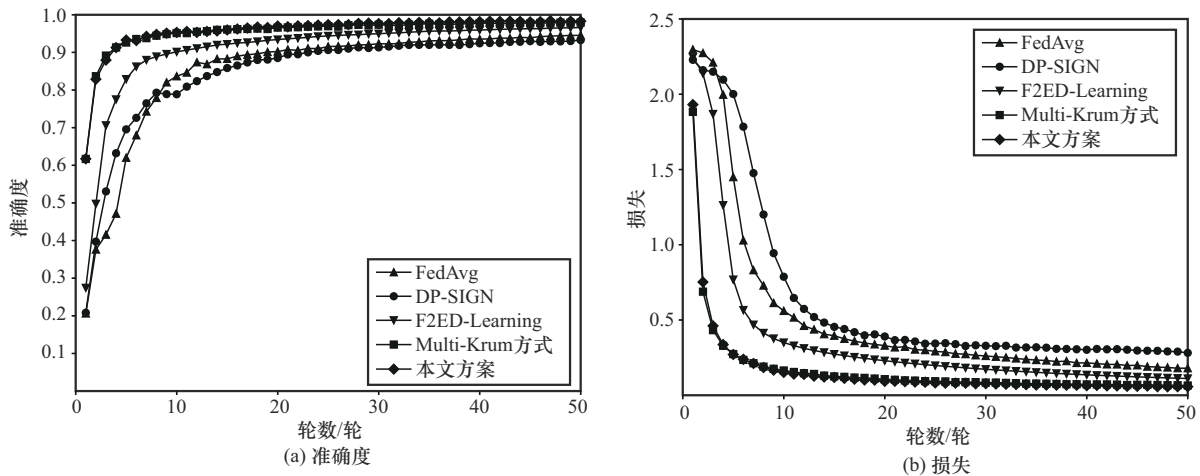 1.0
0.9
0.8
0.7
0.6
0.5
0.4
0.3
0.2
0.1
准确度
FedAvg
DP-SIGN
F2ED-Learning
Multi-Krum方式
本文方案
0 10 20 30 40 50
轮数/轮
(a) 准确度
2.5
2.0
1.5
1.0
0.5
损失
FedAvg
DP-SIGN
F2ED-Learning
Multi-Krum方式
本文方案
0 10 20 30 40 50
轮数/轮
(b) 损失